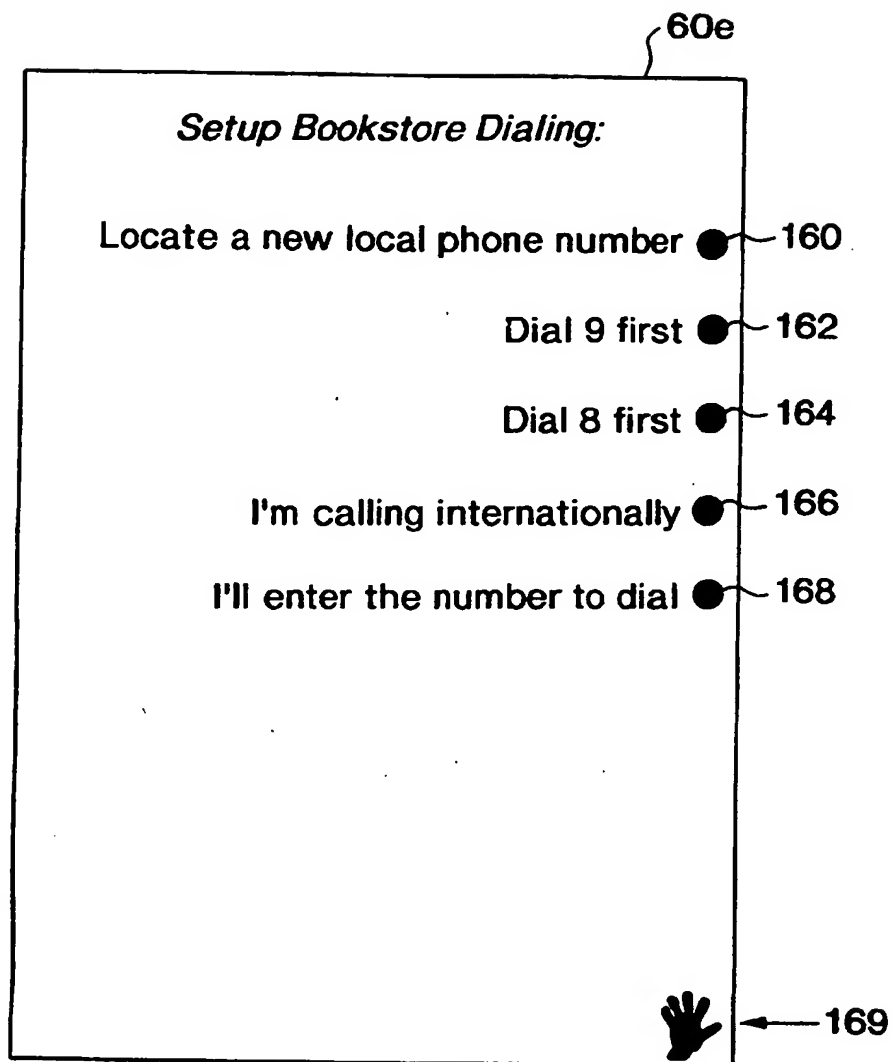 60e
Setup Bookstore Dialing:
Locate a new local phone number 160
Dial 9 first 162
Dial 8 first 164
I'm calling internationally 166
I'll enter the number to dial 168
169